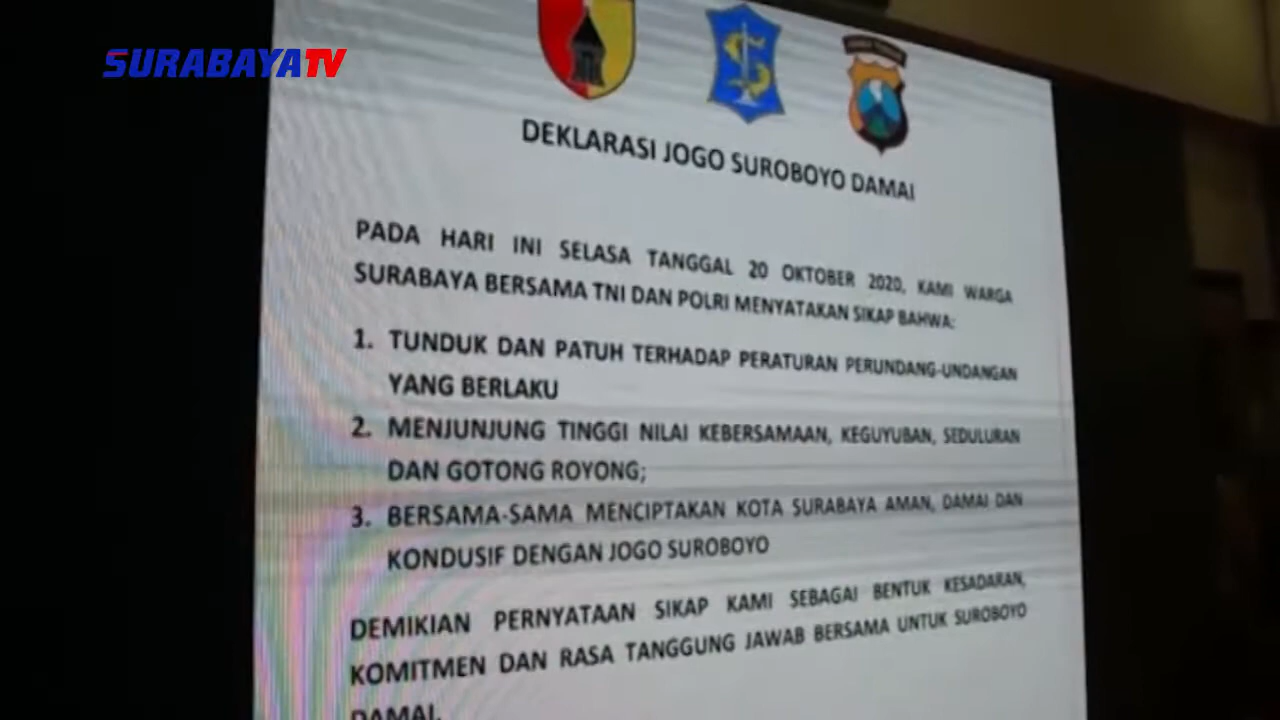 SURABAYATV
DEKLARASI JOGO SUROBOYO DAMAI
PADA HARI INI SELASA TANGGAL 20 OKTOBER 2020, KAMI WARGA
SURABAYA BERSAMA TNI DAN POLRI MENYATAKAN SIKAP BAHWA:
1. TUNDUK DAN PATUH TERHADAP PERATURAN PERUNDANG-UNDANGAN
YANG BERLAKU
2. MENJUNJUNG TINGGI NILAI KEBERSAMAAN, KEGUYUBAN, SEDULURAN
DAN GOTONG ROYONG;
3. BERSAMA-SAMA MENCIPTAKAN KOTA SURABAYA AMAN, DAMAI DAN
KONDUSIF DENGAN JOGO SUROBOYO
DEMIKIAN PERNYATAAN SIKAP KAMI SEBAGAI BENTUK KESADARAN,
KOMITMEN DAN RASA TANGGUNG JAWAB BERSAMA UNTUK SUROBOYO
DAMAI.